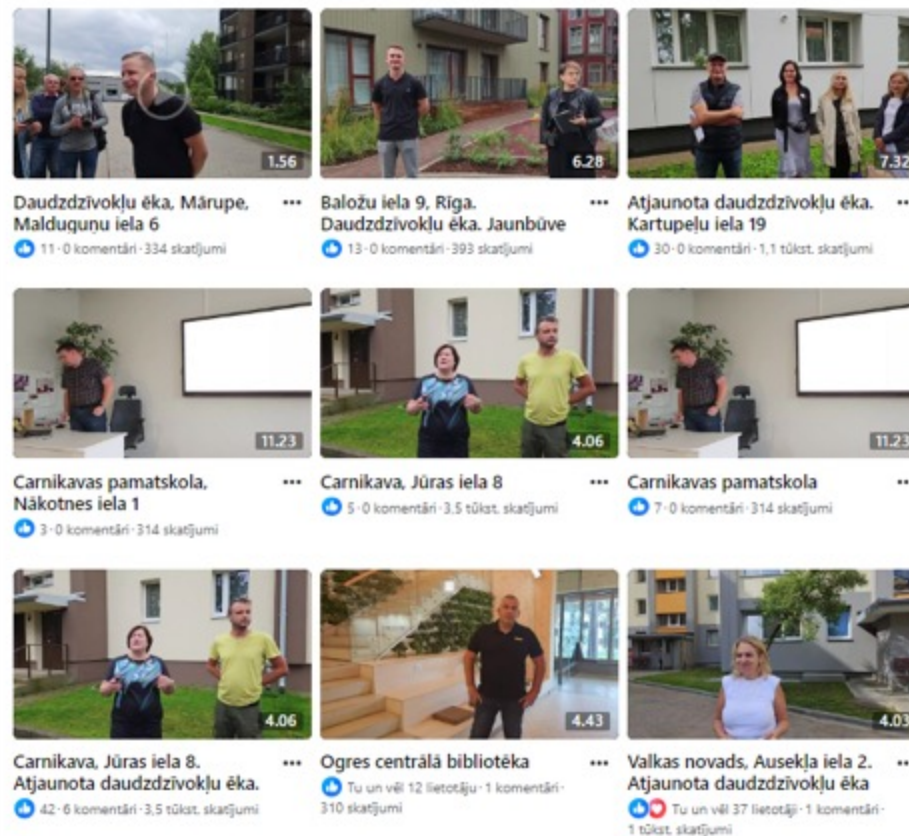 1.56
6.28
7.32
Daudzdzīvokļu ēka, Mārupe,
Maldugunu iela 6
11 · 0 komentāri · 334 skatījumi
Baložu iela 9, Rīga.
Daudzdzīvokļu ēka. Jaunbūve
13 · 0 komentāri · 393 skatījumi
Atjaunota daudzdzīvokļu ēka.
Kartupeļu iela 19
30 · 0 komentāri · 1,1 tūkst. skatījumi
11.23
4.06
11.23
Carnikavas pamatskola,
Nākotnes iela 1
3 · 0 komentāri · 314 skatījumi
Carnikava, Jūras iela 8
5 · 0 komentāri · 3,5 tūkst. skatījumi
Carnikavas pamatskola
7 · 0 komentāri · 314 skatījumi
4.06
4.43
4.03
Carnikava, Jūras iela 8.
Atjaunota daudzdzīvokļu ēka.
42 · 6 komentāri · 3,5 tūkst. skatījumi
Ogres centrālā bibliotēka
Tu un vēl 12 lietotāju · 1 komentāri ·
310 skatījumi
Valkas novads, Ausekļa iela 2.
Atjaunota daudzdzīvokļu ēka
Tu un vēl 37 lietotāji · 1 komentāri ·
1 tūkst. skatījumi